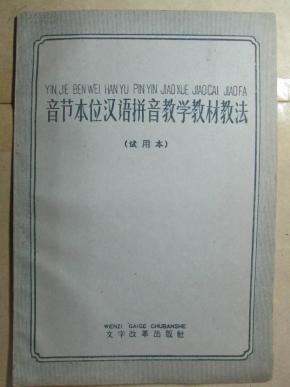 YIN JIE BEN WEI HAN YU PIN YIN JIAO XUE JIAO CAI JIAO FA
音节本位汉语拼音教学教材教法
(试用本)
WENZI GAIGE CHUBANSHE
文字改革出版社